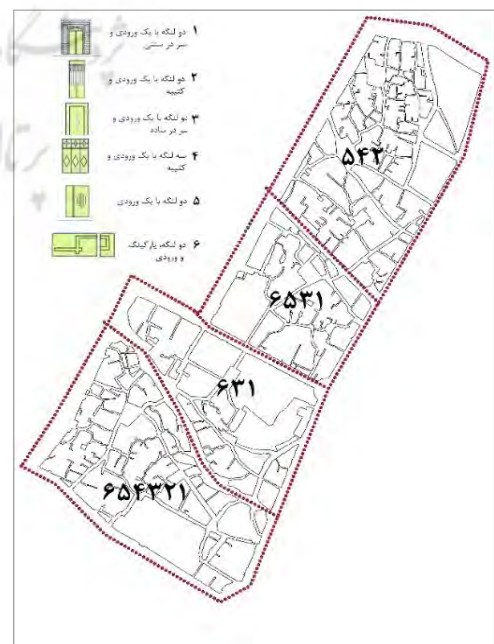 ۱ دو لنگه با یک ورودی و
سر در سنتی
۲ دو لنگه با یک ورودی و
کتیبه
۳ دو لنگه با یک ورودی و
سر در ساده
۴ سه لنگه با یک ورودی و
کتیبه
۵ دو لنگه با یک ورودی
۶ دو لنگه، پارکینگ
و ورودی
۵۴۲
۶۵۳۱
۶۳۱
۶۵۴۳۲۱